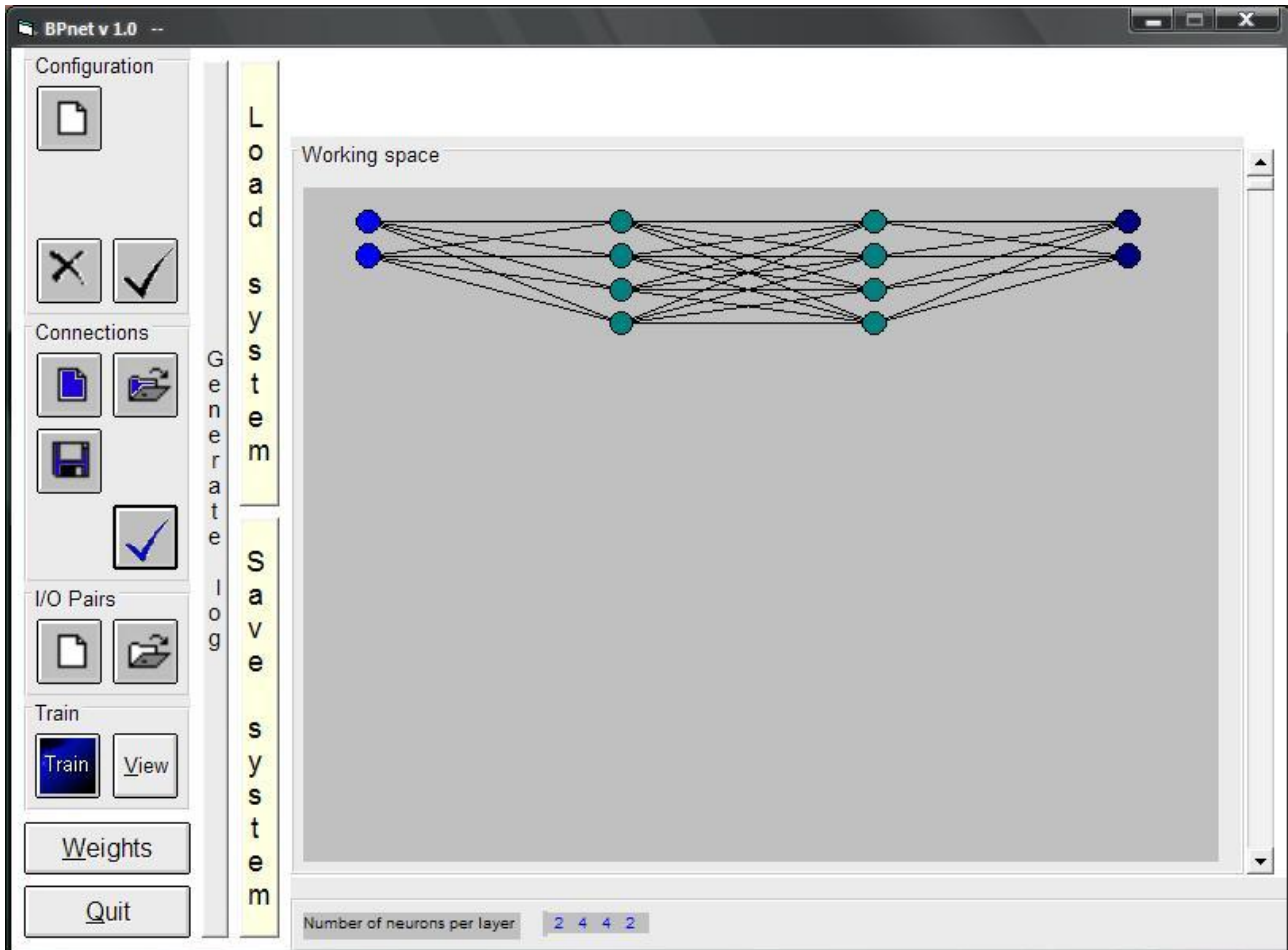 BPnet v 1.0 --
Configuration
Connections
I/O Pairs
Train
Train
View
Weights
Quit
Generate log
Load system
Save system
Working space
Number of neurons per layer 2 4 4 2